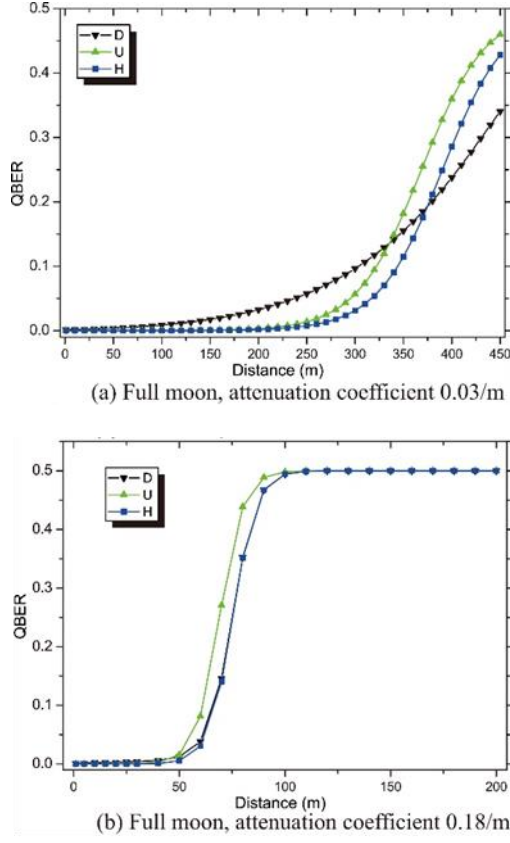 0.5
0.4
0.3
0.2
0.1
0.0
QBER
D
U
H
0 50 100 150 200 250 300 350 400 450
Distance (m)
(a) Full moon, attenuation coefficient 0.03/m
0.5
0.4
0.3
0.2
0.1
0.0
QBER
D
U
H
0 50 100 150 200
Distance (m)
(b) Full moon, attenuation coefficient 0.18/m